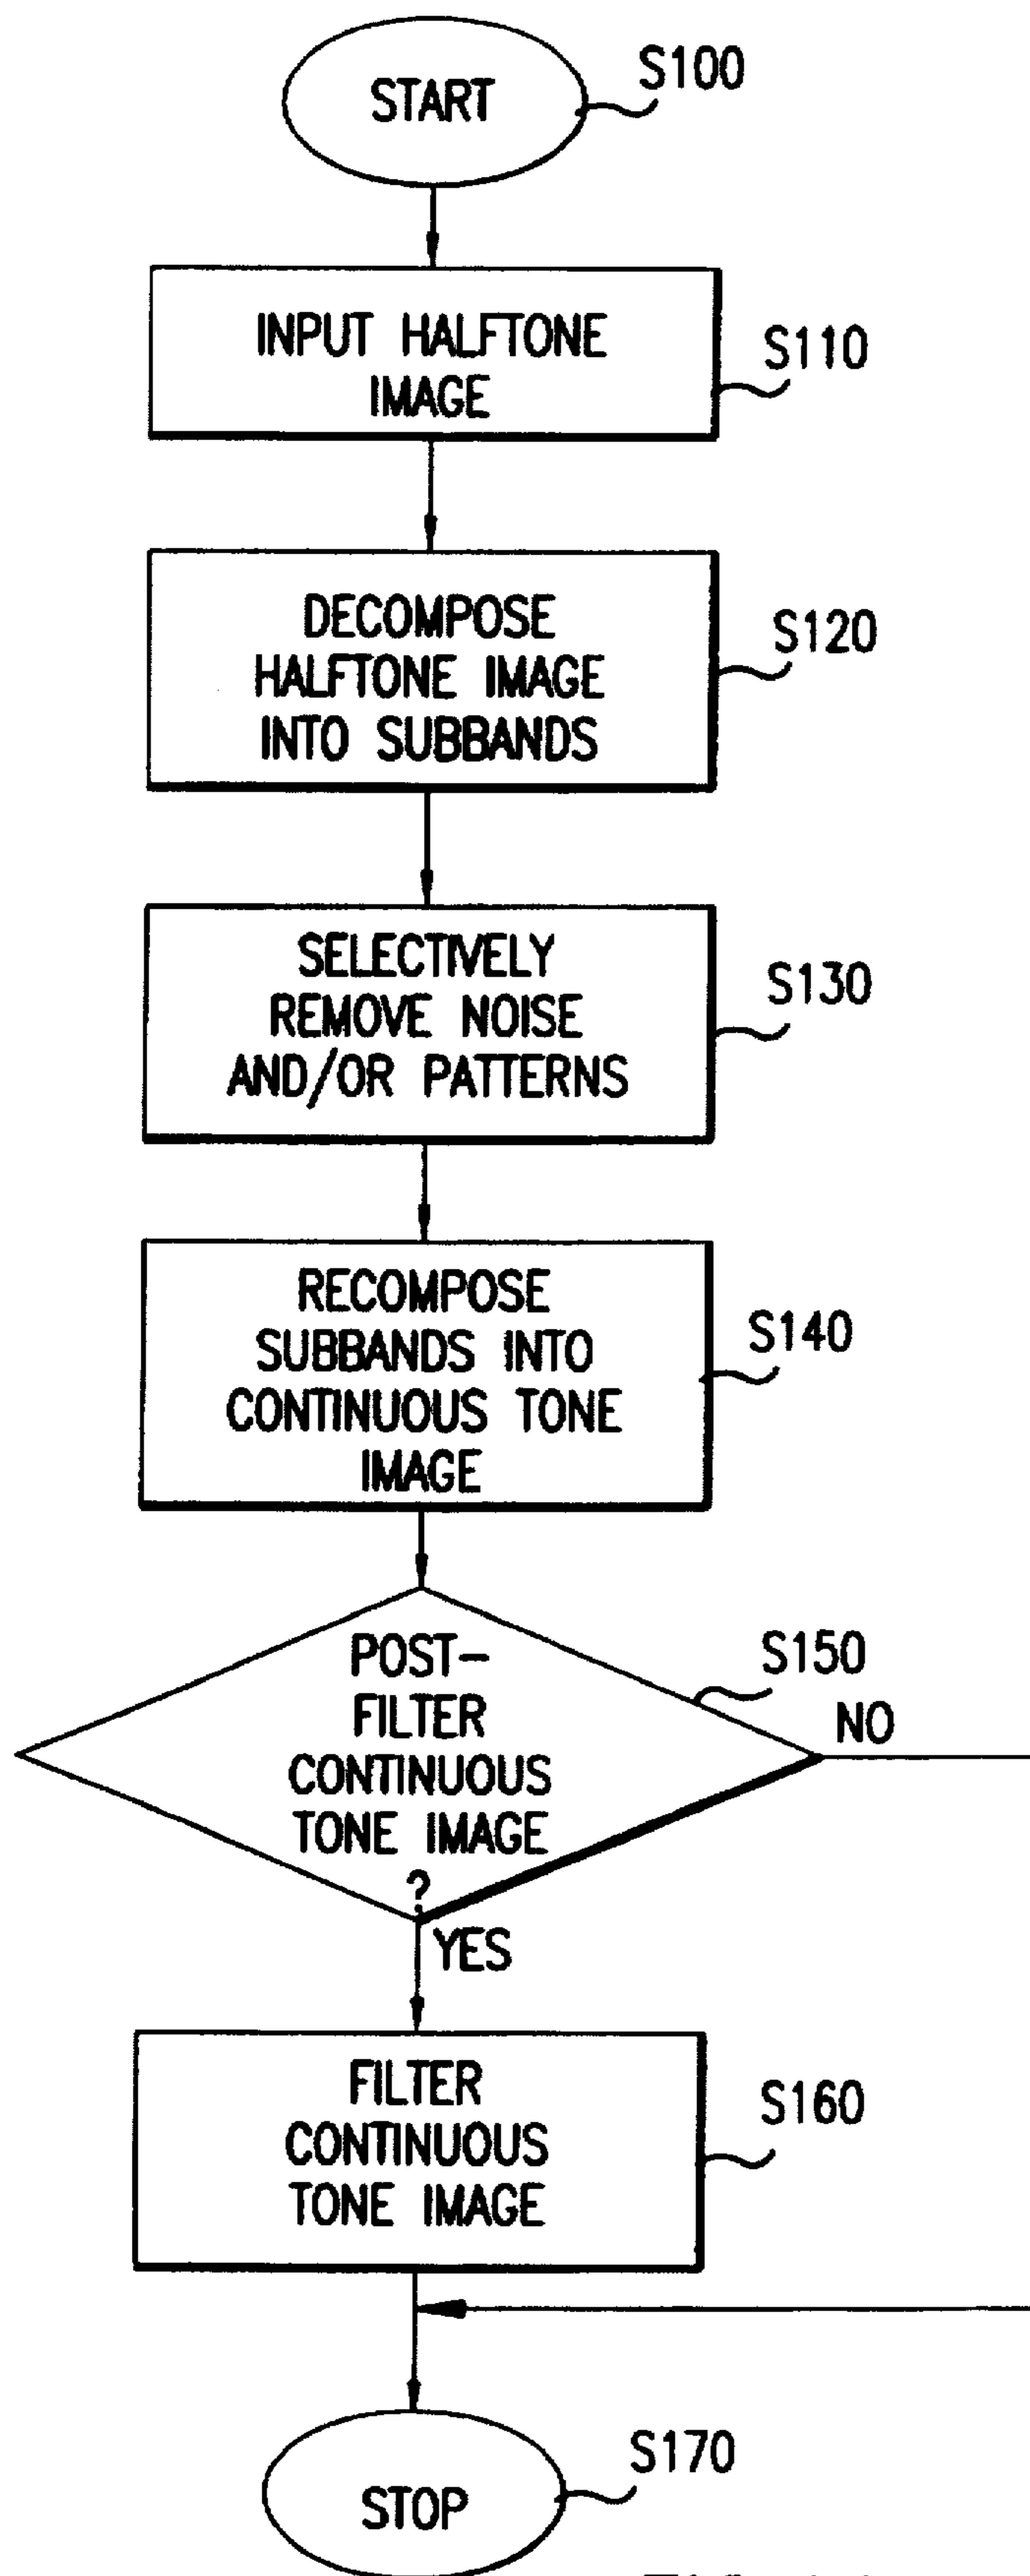 START
S100
INPUT HALFTONE
IMAGE
S110
DECOMPOSE
HALFTONE IMAGE
INTO SUBBANDS
S120
SELECTIVELY
REMOVE NOISE
AND/OR PATTERNS
S130
RECOMPOSE
SUBBANDS INTO
CONTINUOUS TONE
IMAGE
S140
POST-
FILTER
CONTINUOUS
TONE IMAGE
?
S150
NO
YES
FILTER
CONTINUOUS
TONE IMAGE
S160
STOP
S170